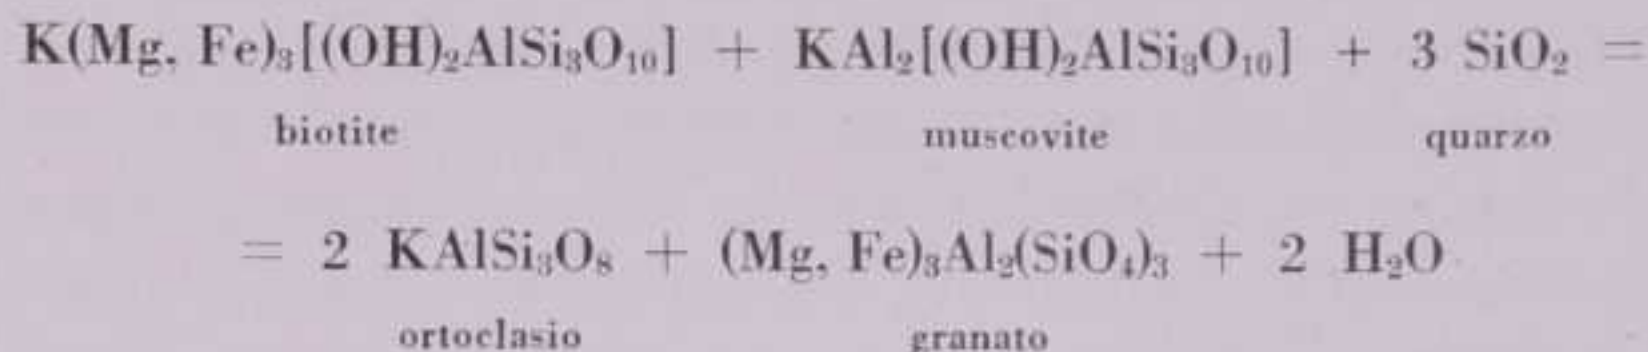 K(Mg, Fe)₃[(OH)₂AlSi₃O₁₀] + KAl₂[(OH)₂AlSi₃O₁₀] + 3 SiO₂ =
biotite muscovite quarzo
= 2 KAlSi₃O₈ + (Mg, Fe)₃Al₂(SiO₄)₃ + 2 H₂O
ortoclasio granato